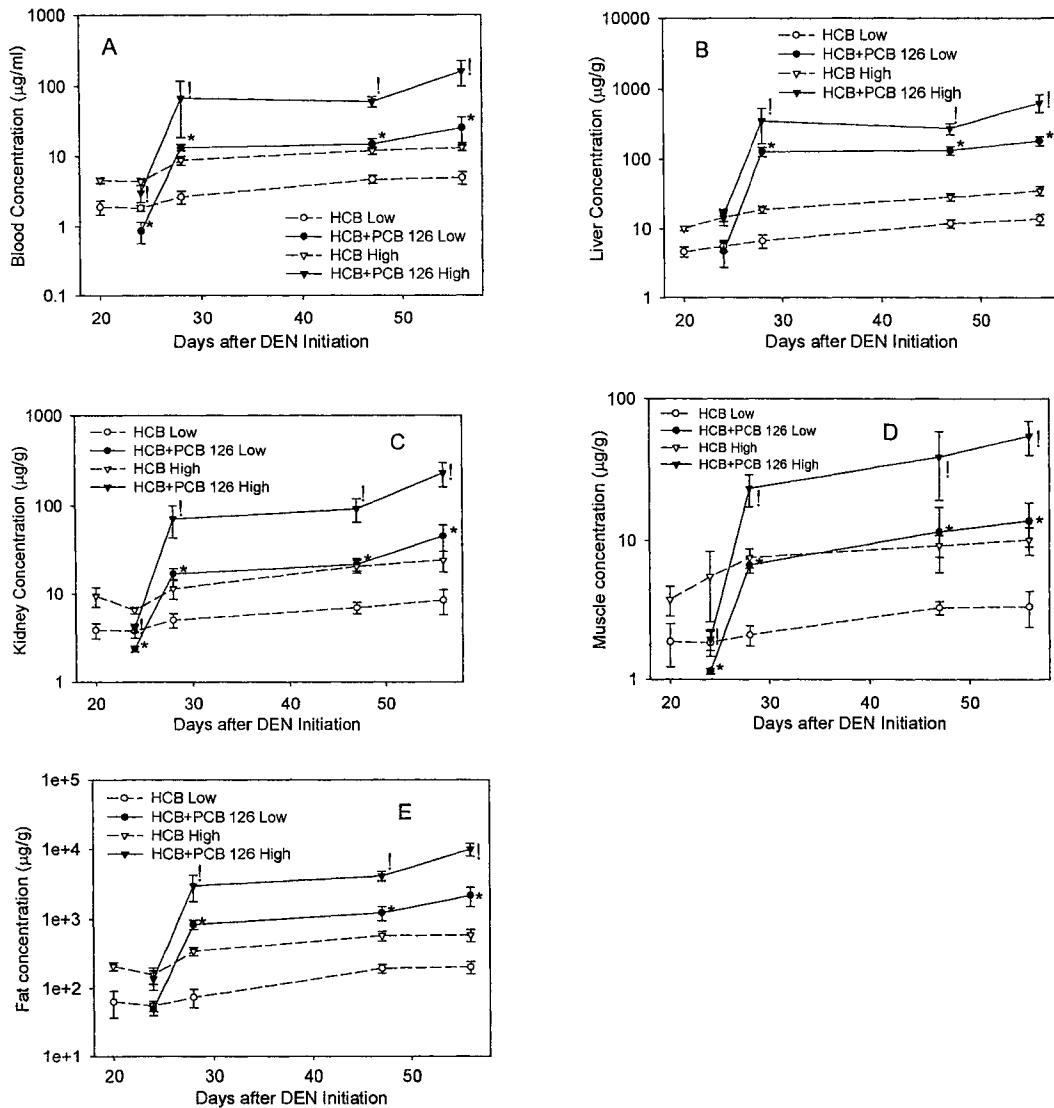 A
Blood Concentration (μg/ml)
1000
100
10
1
0.1
20 30 40 50
Days after DEN Initiation
HCB Low
HCB+PCB 126 Low
HCB High
HCB+PCB 126 High
! * ! * ! * ! *
B
Liver Concentration (μg/g)
10000
1000
100
10
1
20 30 40 50
Days after DEN Initiation
HCB Low
HCB+PCB 126 Low
HCB High
HCB+PCB 126 High
! * ! * ! *
C
Kidney Concentration (μg/g)
1000
100
10
1
20 30 40 50
Days after DEN Initiation
HCB Low
HCB+PCB 126 Low
HCB High
HCB+PCB 126 High
! * ! * ! * ! *
D
Muscle concentration (μg/g)
100
10
1
20 30 40 50
Days after DEN Initiation
HCB Low
HCB+PCB 126 Low
HCB High
HCB+PCB 126 High
! * ! * ! * ! *
E
Fat concentration (μg/g)
1e+5
1e+4
1e+3
1e+2
1e+1
20 30 40 50
Days after DEN Initiation
HCB Low
HCB+PCB 126 Low
HCB High
HCB+PCB 126 High
! * ! * ! *